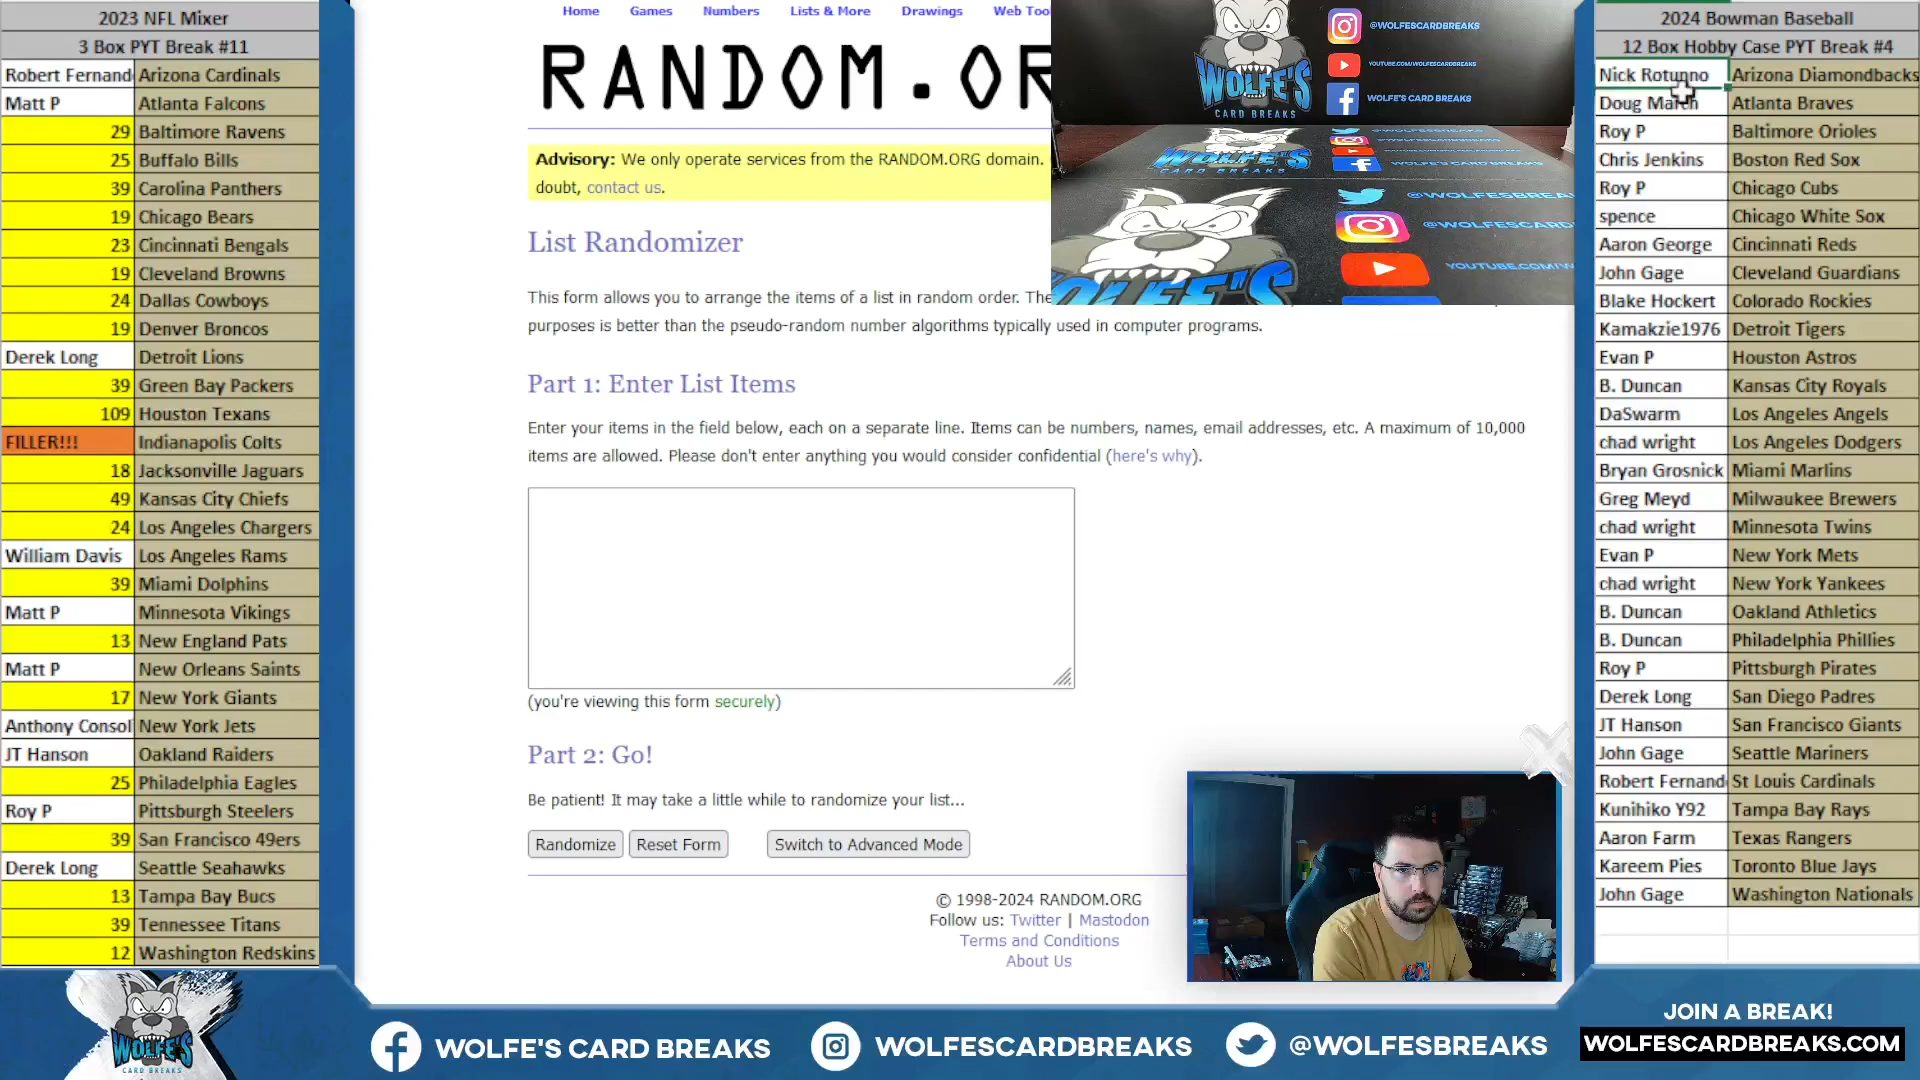 2023 NFL Mixer
3 Box PYT Break #11
Robert Fernand Arizona Cardinals
Matt P Atlanta Falcons
29 Baltimore Ravens
25 Buffalo Bills
39 Carolina Panthers
19 Chicago Bears
23 Cincinnati Bengals
19 Cleveland Browns
24 Dallas Cowboys
19 Denver Broncos
Derek Long Detroit Lions
39 Green Bay Packers
109 Houston Texans
FILLER!!! Indianapolis Colts
18 Jacksonville Jaguars
49 Kansas City Chiefs
24 Los Angeles Chargers
William Davis Los Angeles Rams
39 Miami Dolphins
Matt P Minnesota Vikings
13 New England Pats
Matt P New Orleans Saints
17 New York Giants
Anthony Consol New York Jets
JT Hanson Oakland Raiders
25 Philadelphia Eagles
Roy P Pittsburgh Steelers
39 San Francisco 49ers
Derek Long Seattle Seahawks
13 Tampa Bay Bucs
39 Tennessee Titans
12 Washington Redskins
Home Games Numbers Lists & More Drawings Web Too
RANDOM.OR
Advisory: We only operate services from the RANDOM.ORG domain.
doubt, contact us.
List Randomizer
This form allows you to arrange the items of a list in random order. The
purposes is better than the pseudo-random number algorithms typically used in computer programs.
Part 1: Enter List Items
Enter your items in the field below, each on a separate line. Items can be numbers, names, email addresses, etc. A maximum of 10,000
items are allowed. Please don't enter anything you would consider confidential (here's why).
(you're viewing this form securely)
Part 2: Go!
Be patient! It may take a little while to randomize your list...
Randomize Reset Form Switch to Advanced Mode
© 1998-2024 RANDOM.ORG
Follow us: Twitter | Mastodon
Terms and Conditions
About Us
WOLFE'S
CARD BREAKS
@WOLFESCARDBREAKS
YOUTUBE.COM/WOLFESCARDBREAKS
WOLFE'S CARD BREAKS
WOLFE'S
CARD BREAKS
@WOLFESBREA
@WOLFESCARD
YOUTUBE.COM/W
WOLFE'S
2024 Bowman Baseball
12 Box Hobby Case PYT Break #4
Nick Rotunno Arizona Diamondbacks
Doug March Atlanta Braves
Roy P Baltimore Orioles
Chris Jenkins Boston Red Sox
Roy P Chicago Cubs
spence Chicago White Sox
Aaron George Cincinnati Reds
John Gage Cleveland Guardians
Blake Hockert Colorado Rockies
Kamakzie1976 Detroit Tigers
Evan P Houston Astros
B. Duncan Kansas City Royals
DaSwarm Los Angeles Angels
chad wright Los Angeles Dodgers
Bryan Grosnick Miami Marlins
Greg Meyd Milwaukee Brewers
chad wright Minnesota Twins
Evan P New York Mets
chad wright New York Yankees
B. Duncan Oakland Athletics
B. Duncan Philadelphia Phillies
Roy P Pittsburgh Pirates
Derek Long San Diego Padres
JT Hanson San Francisco Giants
John Gage Seattle Mariners
Robert Fernand St Louis Cardinals
Kunihiko Y92 Tampa Bay Rays
Aaron Farm Texas Rangers
Kareem Pies Toronto Blue Jays
John Gage Washington Nationals
WOLFE'S
CARD BREAKS
WOLFE'S CARD BREAKS
WOLFESCARDBREAKS
@WOLFESBREAKS
JOIN A BREAK!
WOLFESCARDBREAKS.COM